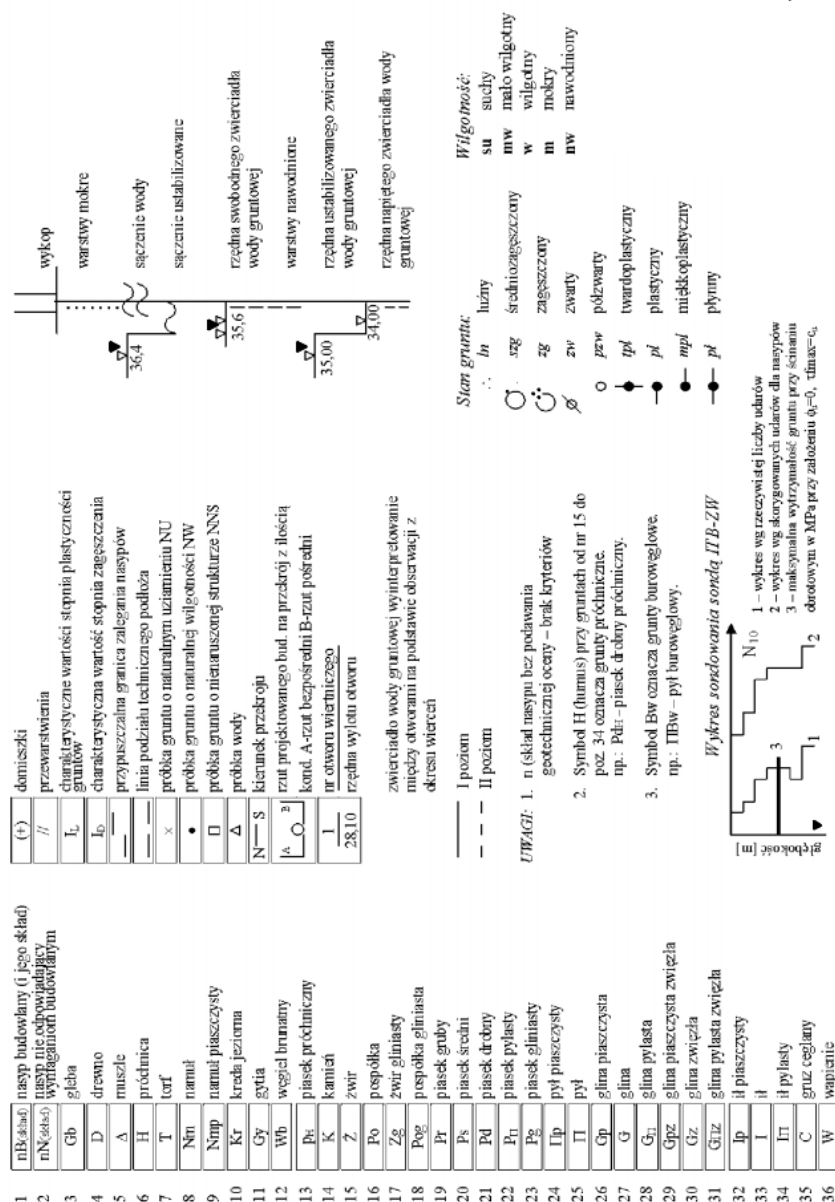 1 nB(skład) nasyp budowlany (i jego skład)
2 nN(skład) nasyp nie odpowiadający
wymaganiom budowlanym
3 Gb gleba
4 D drewno
5 Δ muszle
6 H próchnica
7 T torf
8 Nm namuł
9 Nmp namuł piaszczysty
10 Kr kreda jeziorna
11 Gy gytia
12 Wb węgiel brunatny
13 pH piasek próchniczny
14 K kamień
15 Ż żwir
16 Po pospółka
17 Zg żwir gliniasty
18 Pog pospółka gliniasta
19 Pr piasek gruby
20 Ps piasek średni
21 Pd piasek drobny
22 PΠ piasek pylasty
23 Pg piasek gliniasty
24 Πp pył piaszczysty
25 Π pył
26 Gp glina piaszczysta
27 G glina
28 GΠ glina pylasta
29 Gpz glina piaszczysta zwięzła
30 Gz glina zwięzła
31 GΠz glina pylasta zwięzła
32 Ip ił piaszczysty
33 I ił
34 IΠ ił pylasty
35 C gruz ceglany
36 W wapienie
(+) domieszki
// przewarstwienia
IL charakterystyczne wartości stopnia plastyczności
gruntów
ID charakterystyczna wartość stopnia zagęszczenia
przypuszczalna granica zalegania nasypów
linia podziału technicznego podłoża
× próbka gruntu o naturalnym uziarnieniu NU
● próbka gruntu o naturalnej wilgotności NW
□ próbka gruntu o nienaruszonej strukturze NNS
Δ próbka wody
N — S kierunek przekroju
A B rzut projektowanego bud. na przekrój z ilością
kond. A-rzut bezpośredni B-rzut pośredni
1 nr otworu wiertniczego
28,10 rzędna wylotu otworu
zwierciadło wody gruntowej wyinterpretowanie
między otworami na podstawie obserwacji z
okresu wierceń
I poziom
II poziom
UWAGI: 1. n (skład nasypu bez podawania
geotechnicznej oceny – brak kryteriów
2. Symbol H (humus) przy gruntach od nr 15 do
poz. 34 oznacza grunty próchniczne.
np.: PdH – piasek drobny próchniczny.
3. Symbol Bw oznacza grunty burowęglowe.
np.: ΠBw – pył burowęglowy.
Wykres sondowania sondą ITB-ZW
głębokość [m]
N10
3
1
2
1 – wykres wg rzeczywistej liczby udarów
2 – wykres wg skorygowanych udarów dla nasypów
3 – maksymalna wytrzymałość gruntu przy ścinaniu
obrotowym w MPa przy założeniu ϕu=0, τfmax=cu
wykop
warstwy mokre
sączenie wody
36,4
sączenie ustabilizowane
rzędna swobodnego zwierciadła
wody gruntowej
35,6
warstwy nawodnione
rzędna ustabilizowanego zwierciadła
wody gruntowej
35,00
rzędna napiętego zwierciadła wody
gruntowej
34,00
Stan gruntu:
ln luźny
szg średniozagęszczony
zg zagęszczony
zw zwarty
pzw półzwarty
tpl twardoplastyczny
pl plastyczny
mpl miękkoplastyczny
pł płynny
Wilgotność:
su suchy
mw mało wilgotny
w wilgotny
m mokry
nw nawodniony